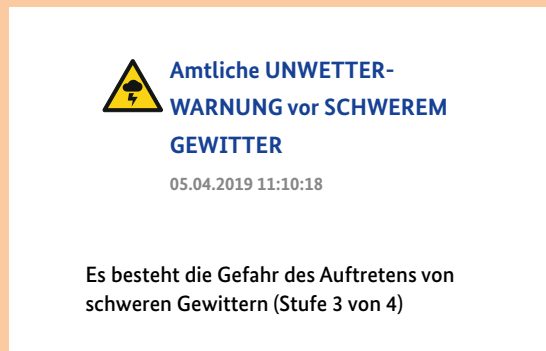 Amtliche UNWETTER-
WARNUNG vor SCHWEREM
GEWITTER
05.04.2019 11:10:18
Es besteht die Gefahr des Auftretens von
schweren Gewittern (Stufe 3 von 4)